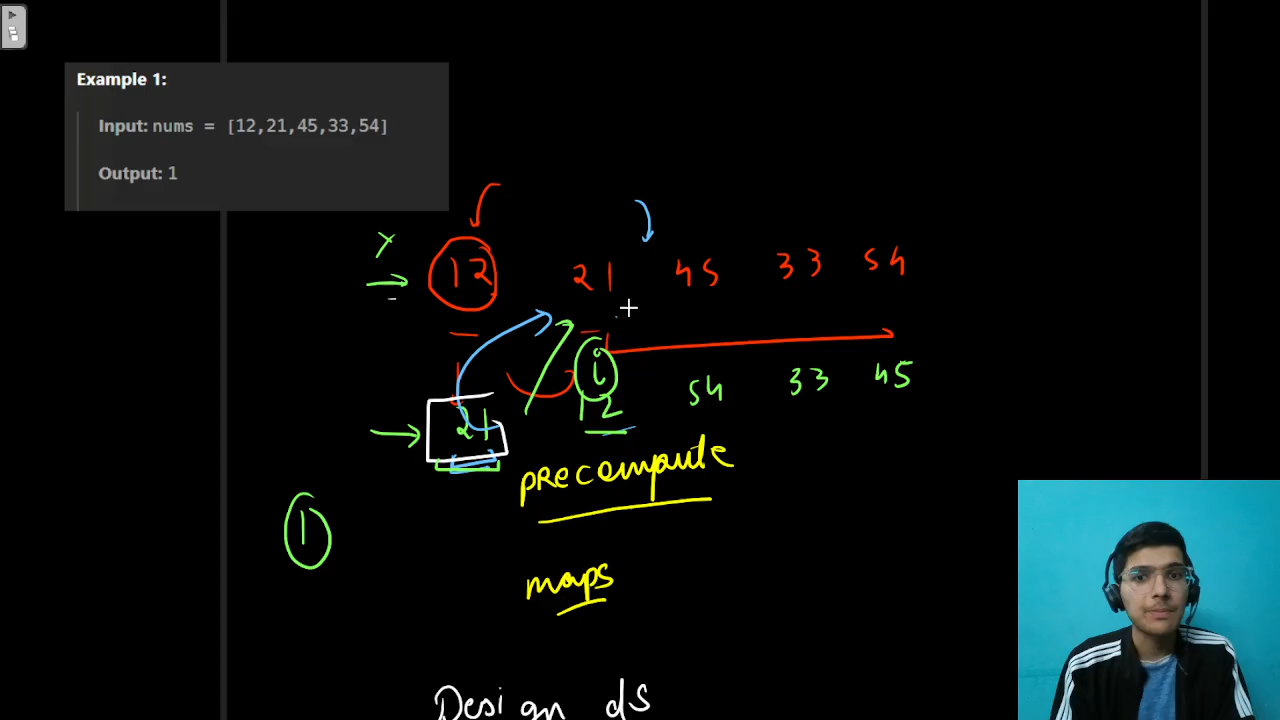 Example 1:
Input: nums = [12,21,45,33,54]
Output: 1
12 21 45 33 54
i
21 12 54 33 45
precompute
1
maps
Design ds